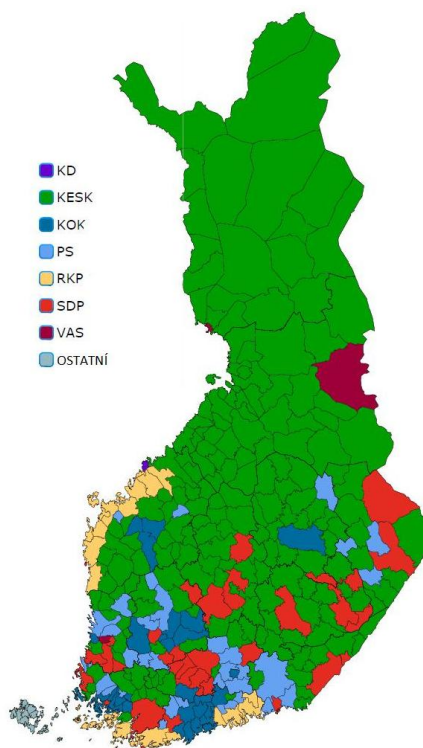 KD
KESK
KOK
PS
RKP
SDP
VAS
OSTATNÍ